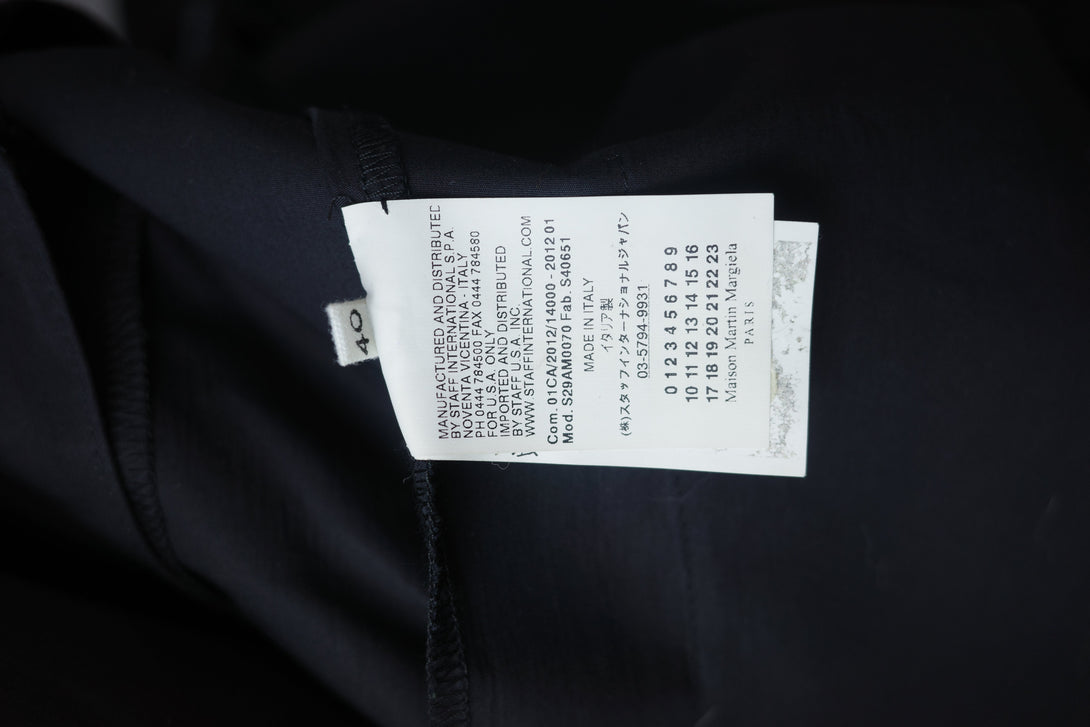 40
MANUFACTURED AND DISTRIBUTED
BY STAFF INTERNATIONAL S.P.A.
NOVENTA VICENTINA - ITALY
PH 0444 784500 FAX 0444 784580
FOR U.S.A. ONLY
IMPORTED AND DISTRIBUTED
BY STAFF U.S.A. INC.
WWW.STAFFINTERNATIONAL.COM
Com. 01CA/2012/14000 - 2012 01
Mod. S29AM0070 Fab. S40651
MADE IN ITALY
イタリア製
(株)スタッフインターナショナルジャパン
03-5794-9931
0 1 2 3 4 5 6 7 8 9
10 11 12 13 14 15 16
17 18 19 20 21 22 23
Maison Martin Margiela
PARIS